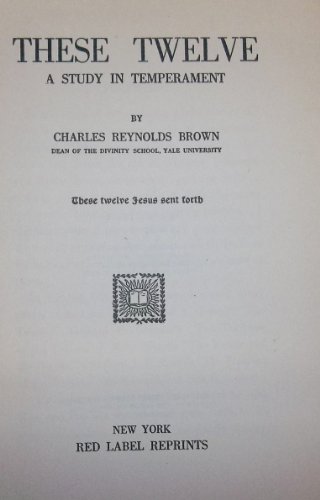 THESE TWELVE
A STUDY IN TEMPERAMENT
BY
CHARLES REYNOLDS BROWN
DEAN OF THE DIVINITY SCHOOL, YALE UNIVERSITY
These twelve Jesus sent forth
NEW YORK
RED LABEL REPRINTS